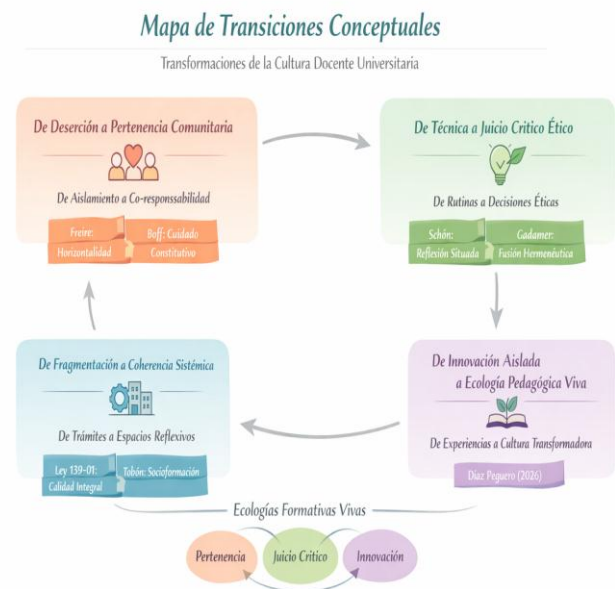 Mapa de Transiciones Conceptuales
Transformaciones de la Cultura Docente Universitaria
De Deserción a Pertenencia Comunitaria
De Aislamiento a Co-responssabilidad
Freire:
Horizontalidad
Boff: Cuidado
Constitutivo
De Técnica a Juicio Critico Ético
De Rutinas a Decisiones Éticas
Schön:
Reflexión Situada
Gadamer:
Fusión Hermenéutica
De Fragmentación a Coherencia Sistémica
De Trámites a Espacios Reflexivos
Ley 139-01:
Calidad Integral
Tobón: Socioformación
De Innovación Aislada
a Ecología Pedagógica Viva
De Experiencias a Cultura Transformadora
Díaz Peguero (2026)
Ecologías Formativas Vivas
Pertenencia
Juicio Crítico
Innovación